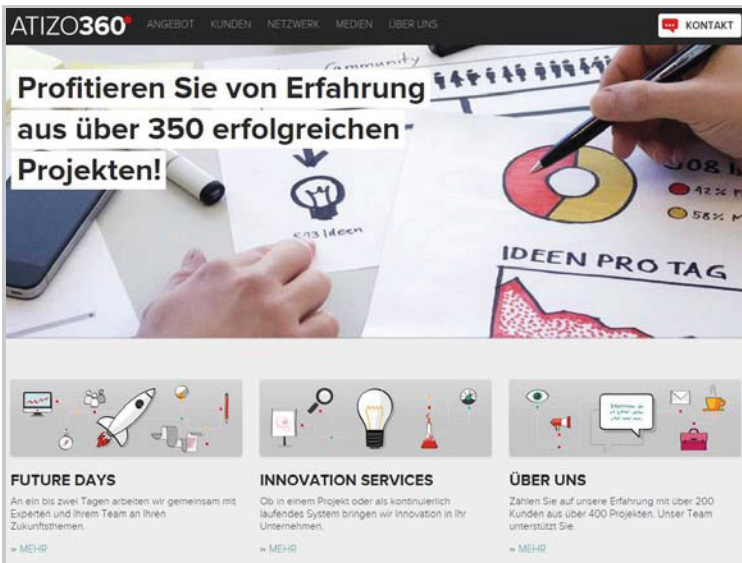 ATIZO360° ANGEBOT KUNDEN NETZWERK MEDIEN ÜBER UNS KONTAKT
Community
Profitieren Sie von Erfahrung
aus über 350 erfolgreichen
Projekten!
42%
58%
Ideen
IDEEN PRO TAG
FUTURE DAYS
An ein bis zwei Tagen arbeiten wir gemeinsam mit
Experten und Ihrem Team an Ihren
Zukunftsthemen.
» MEHR
INNOVATION SERVICES
Ob in einem Projekt oder als kontinuierlich
laufendes System bringen wir Innovation in Ihr
Unternehmen.
» MEHR
ÜBER UNS
Zählen Sie auf unsere Erfahrung mit über 200
Kunden aus über 400 Projekten. Unser Team
unterstützt Sie.
» MEHR